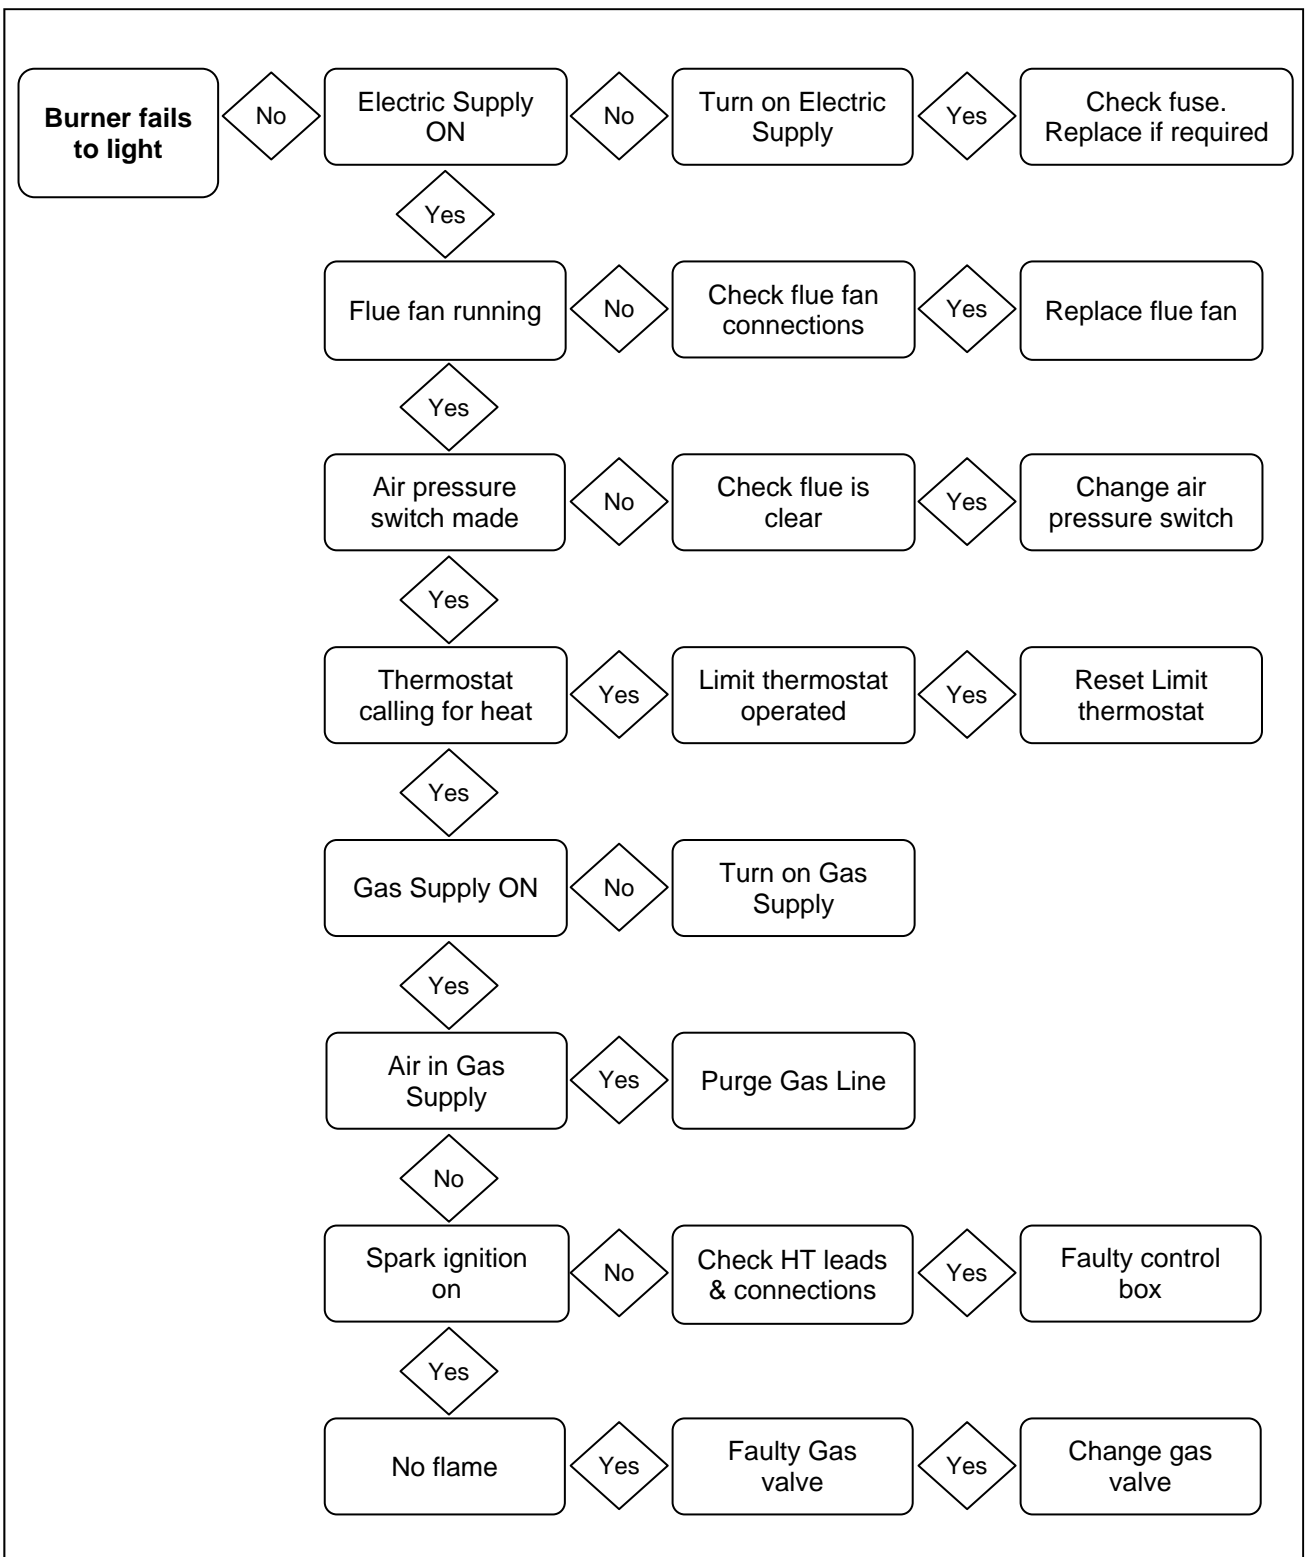 Burner fails
to light
No
Electric Supply
ON
No
Turn on Electric
Supply
Yes
Check fuse.
Replace if required
Yes
Flue fan running
No
Check flue fan
connections
Yes
Replace flue fan
Yes
Air pressure
switch made
No
Check flue is
clear
Yes
Change air
pressure switch
Yes
Thermostat
calling for heat
Yes
Limit thermostat
operated
Yes
Reset Limit
thermostat
Yes
Gas Supply ON
No
Turn on Gas
Supply
Yes
Air in Gas
Supply
Yes
Purge Gas Line
No
Spark ignition
on
No
Check HT leads
& connections
Yes
Faulty control
box
Yes
No flame
Yes
Faulty Gas
valve
Yes
Change gas
valve